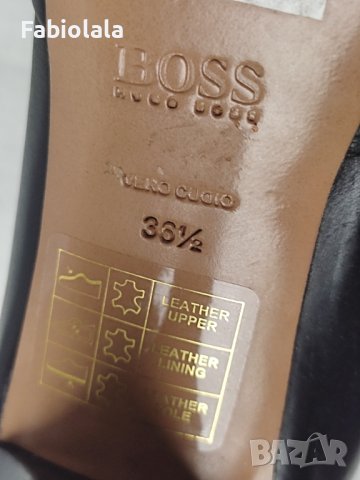 Fabiolala
BOSS
HUGO BOSS
VERO CUOIO
36½
LEATHER
UPPER
LEATHER
LINING
LEATHER
SOLE
BAZAR